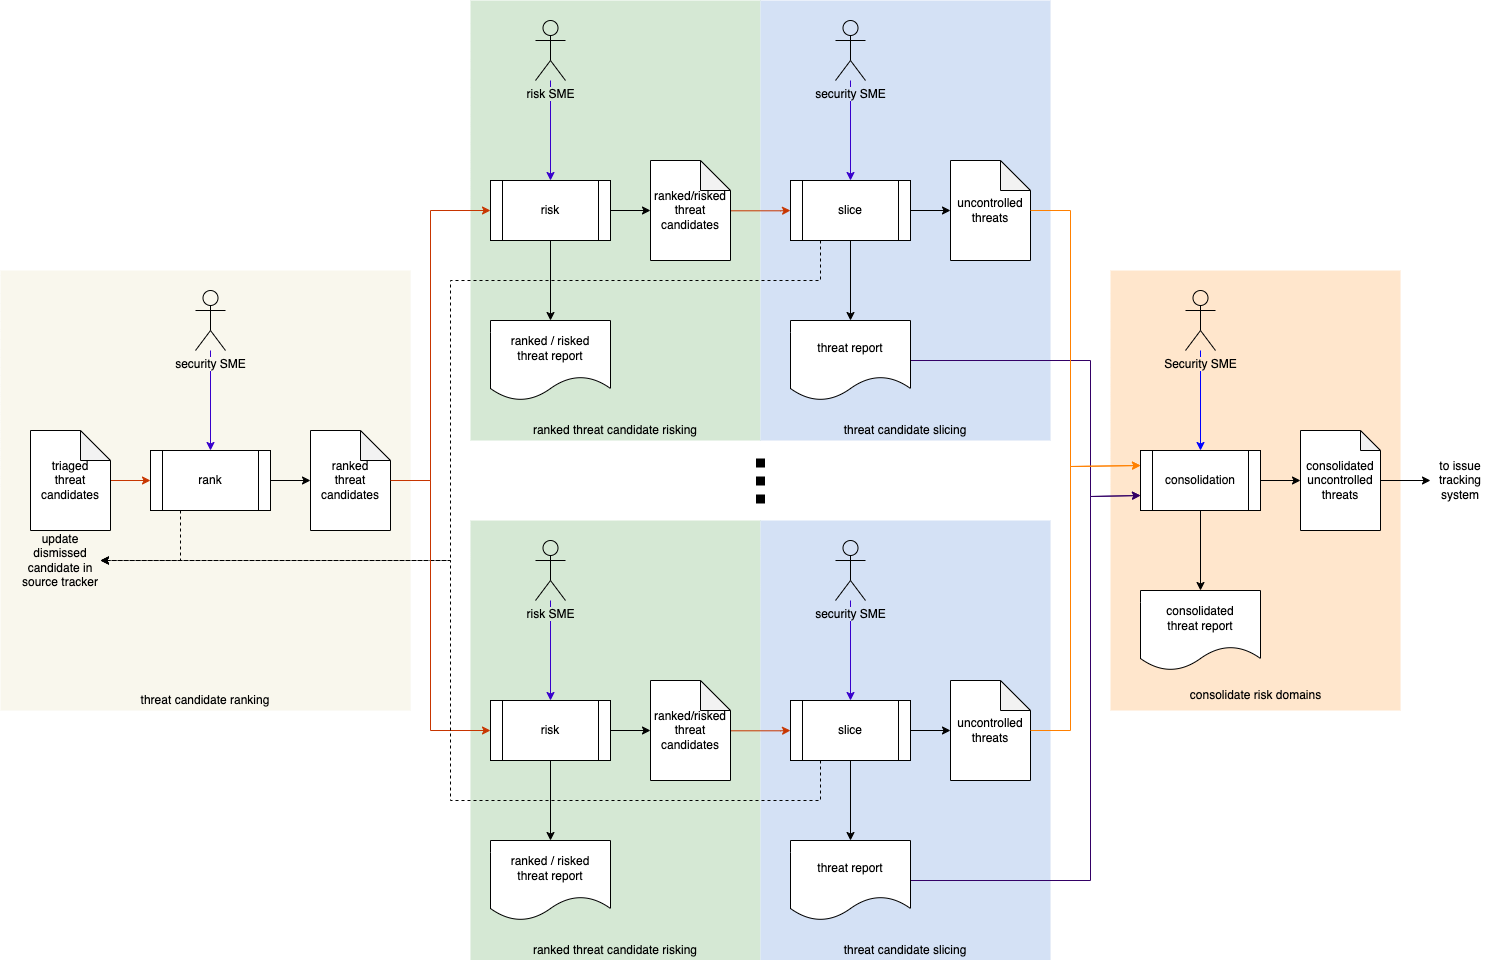 risk SME
security SME
risk
ranked/risked
threat
candidates
slice
uncontrolled
threats
ranked / risked
threat report
threat report
ranked threat candidate risking
threat candidate slicing
security SME
triaged
threat
candidates
rank
ranked
threat
candidates
update
dismissed
candidate in
source tracker
threat candidate ranking
Security SME
consolidation
consolidated
uncontrolled
threats
to issue
tracking
system
consolidated
threat report
consolidate risk domains
risk SME
security SME
risk
ranked/risked
threat
candidates
slice
uncontrolled
threats
ranked / risked
threat report
threat report
ranked threat candidate risking
threat candidate slicing